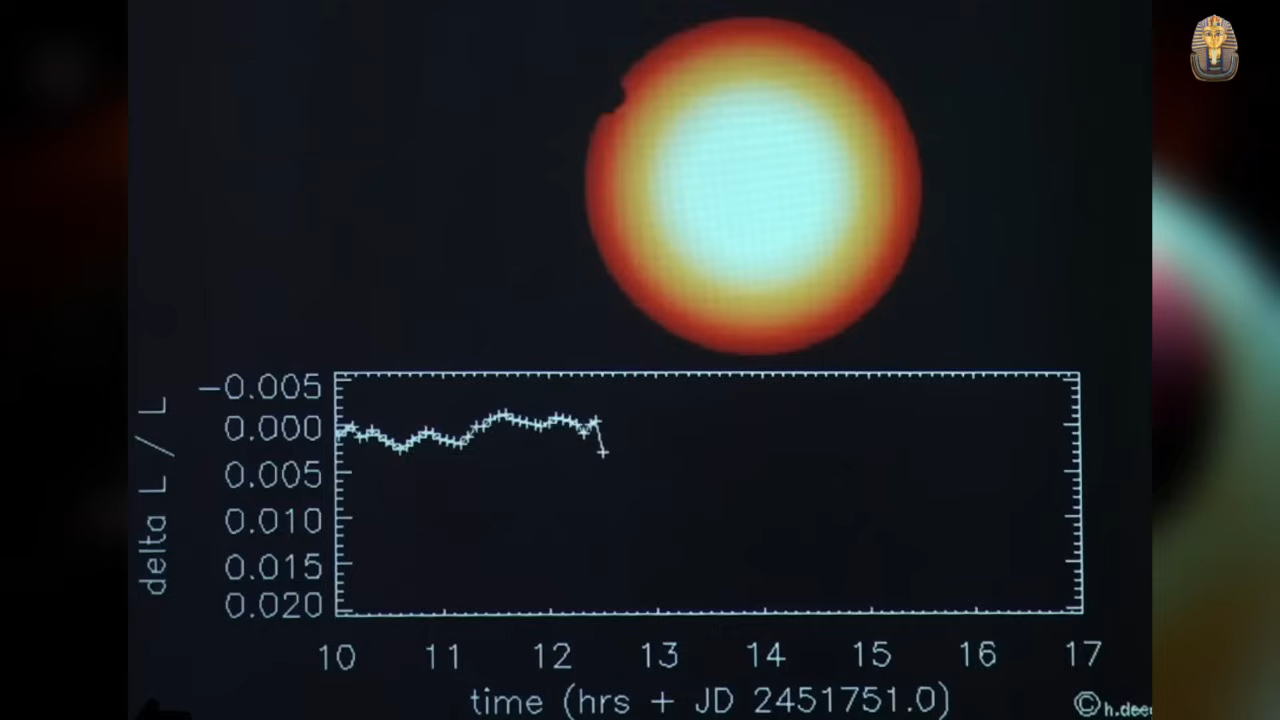 -0.005
0.000
0.005
0.010
0.015
0.020
delta L / L
10 11 12 13 14 15 16 17
time (hrs + JD 2451751.0)
©h.dee